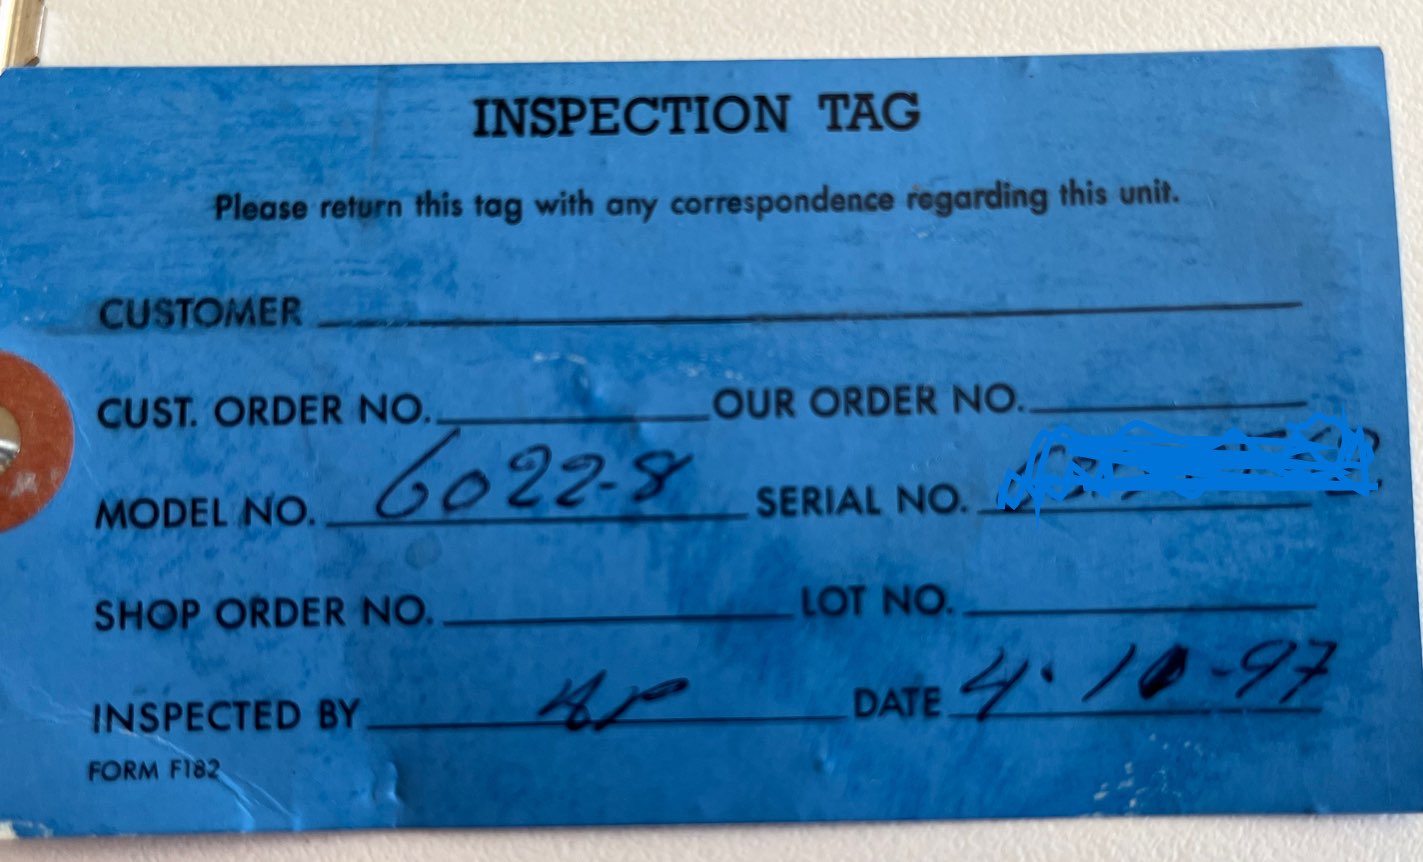 INSPECTION TAG
Please return this tag with any correspondence regarding this unit.
CUSTOMER
CUST. ORDER NO. OUR ORDER NO.
MODEL NO. 6022-8 SERIAL NO.
SHOP ORDER NO. LOT NO.
INSPECTED BY DATE 4-10-97
FORM F182